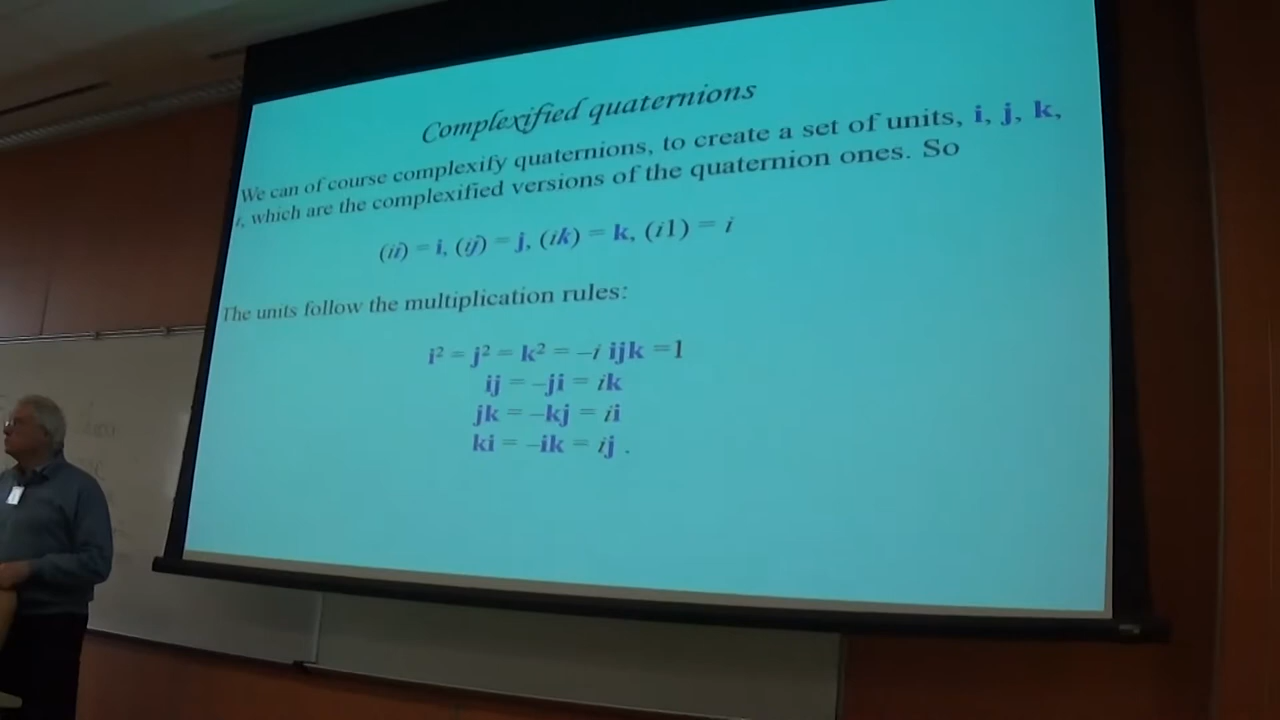 Complexified quaternions
We can of course complexify quaternions, to create a set of units, i, j, k,
i, which are the complexified versions of the quaternion ones. So
(ii) = i, (ij) = j, (ik) = k, (i1) = i
The units follow the multiplication rules:
i² = j² = k² = –i ijk =1
ij = –ji = ik
jk = –kj = ii
ki = –ik = ij .